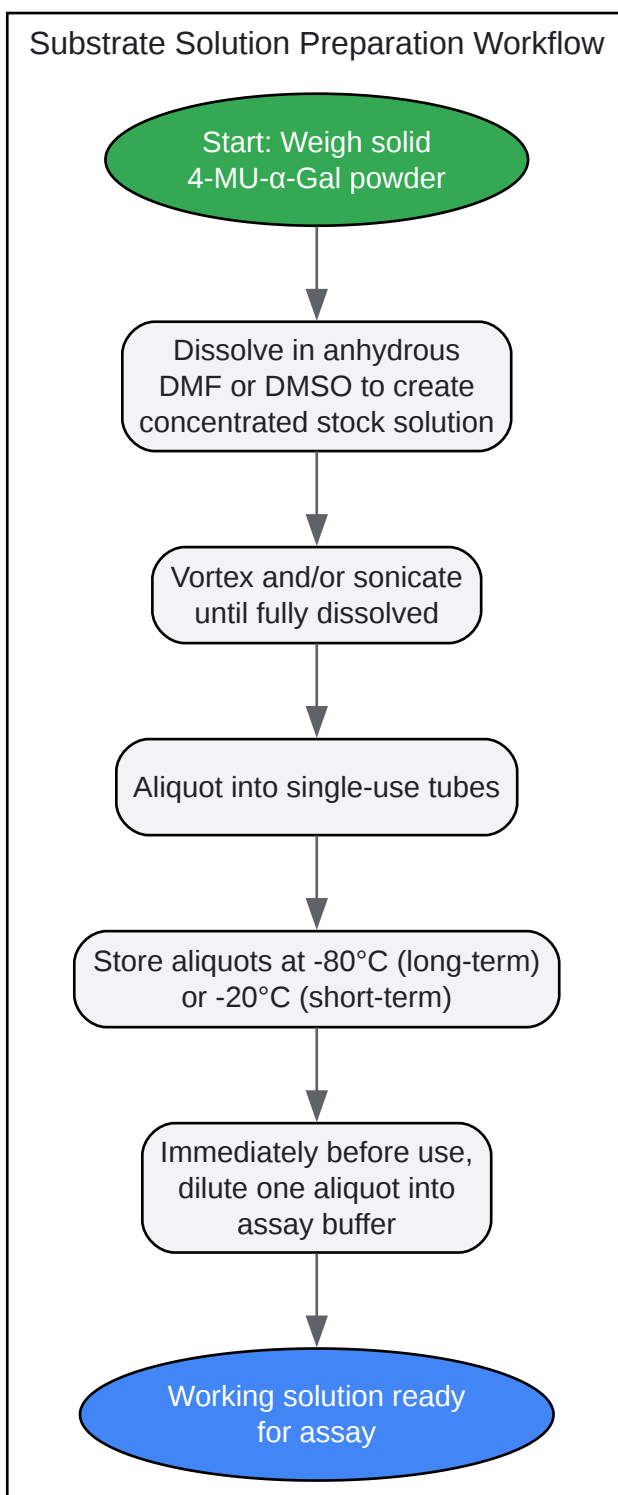 Substrate Solution Preparation Workflow
Start: Weigh solid
4-MU-α-Gal powder
Dissolve in anhydrous
DMF or DMSO to create
concentrated stock solution
Vortex and/or sonicate
until fully dissolved
Aliquot into single-use tubes
Store aliquots at -80°C (long-term)
or -20°C (short-term)
Immediately before use,
dilute one aliquot into
assay buffer
Working solution ready
for assay